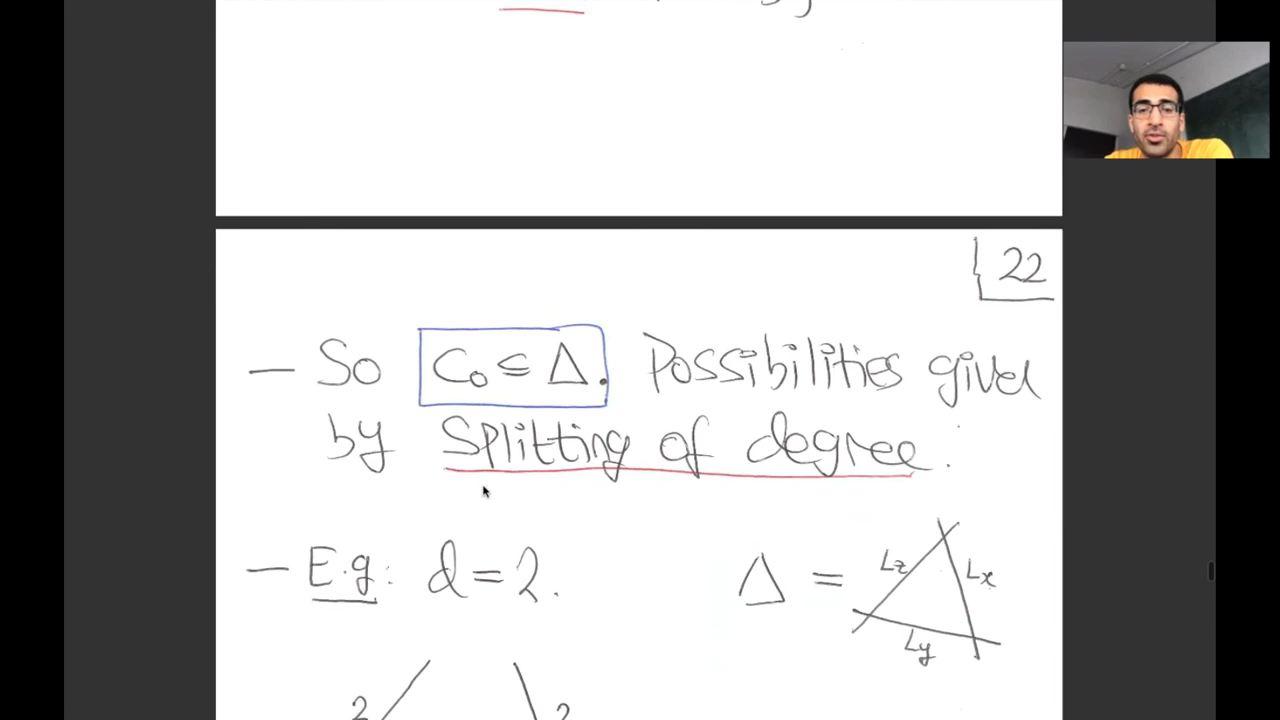 22
— So C₀ ⊆ Δ. Possibilities given
by Splitting of degree:
— E.g: d=2. Δ =
Lz Lx
Ly
2 2